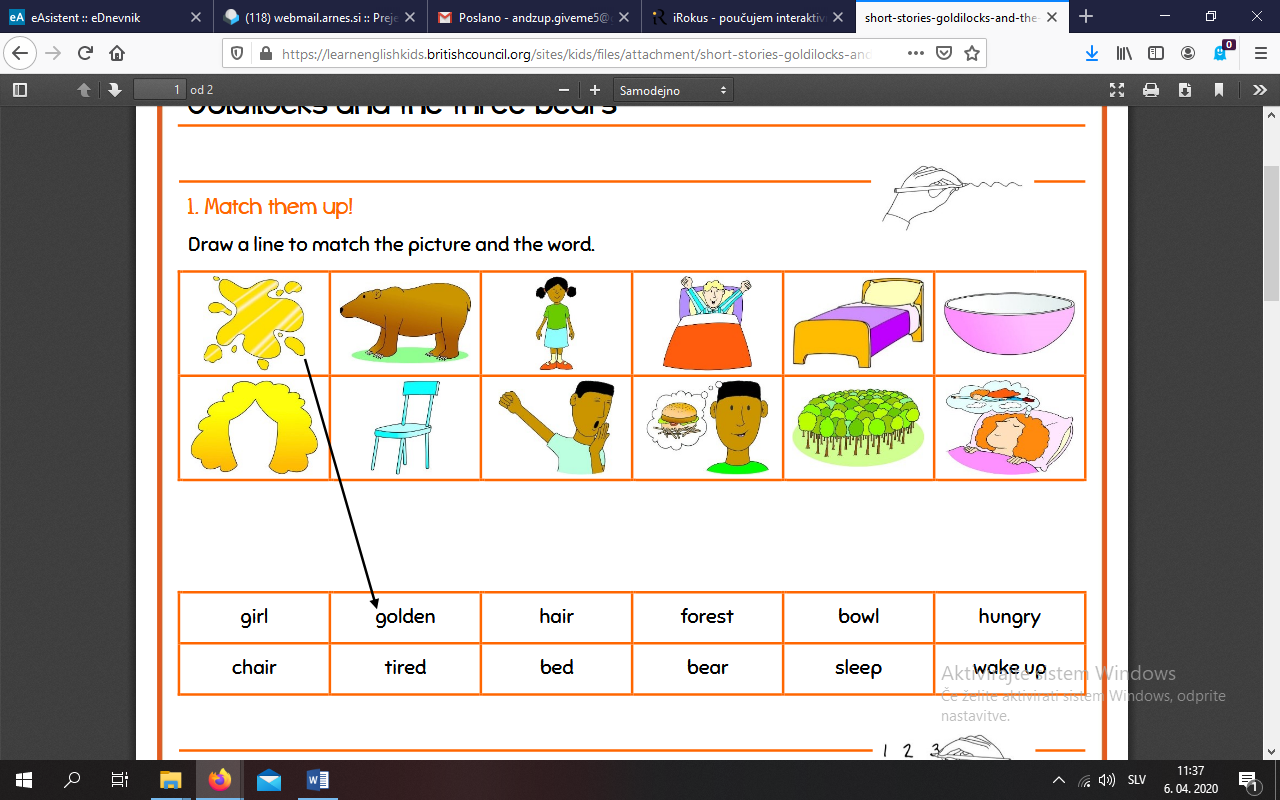 eAsistent :: eDnevnik
(118) webmail.arnes.si :: Preje
Poslano - andzup.giveme5@
iRokus - poučujem interaktiv
short-stories-goldilocks-and-the-
https://learnenglishkids.britishcouncil.org/sites/kids/files/attachment/short-stories-goldilocks-and
0
1 od 2
Samodejno
Goldilocks and the three bears
1. Match them up!
Draw a line to match the picture and the word.
girl golden hair forest bowl hungry
chair tired bed bear sleep wake up
Aktivirajte sistem Windows
Če želite aktivirati sistem Windows, odprite
nastavitve.
1 2 3
SLV
11:37
6. 04. 2020
1